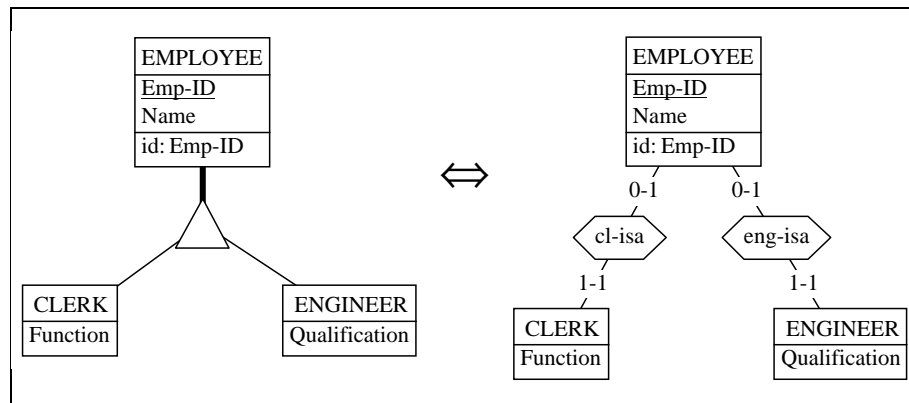 EMPLOYEE
Emp-ID
Name
id: Emp-ID
CLERK
Function
ENGINEER
Qualification
EMPLOYEE
Emp-ID
Name
id: Emp-ID
0-1
0-1
cl-isa
eng-isa
1-1
1-1
CLERK
Function
ENGINEER
Qualification